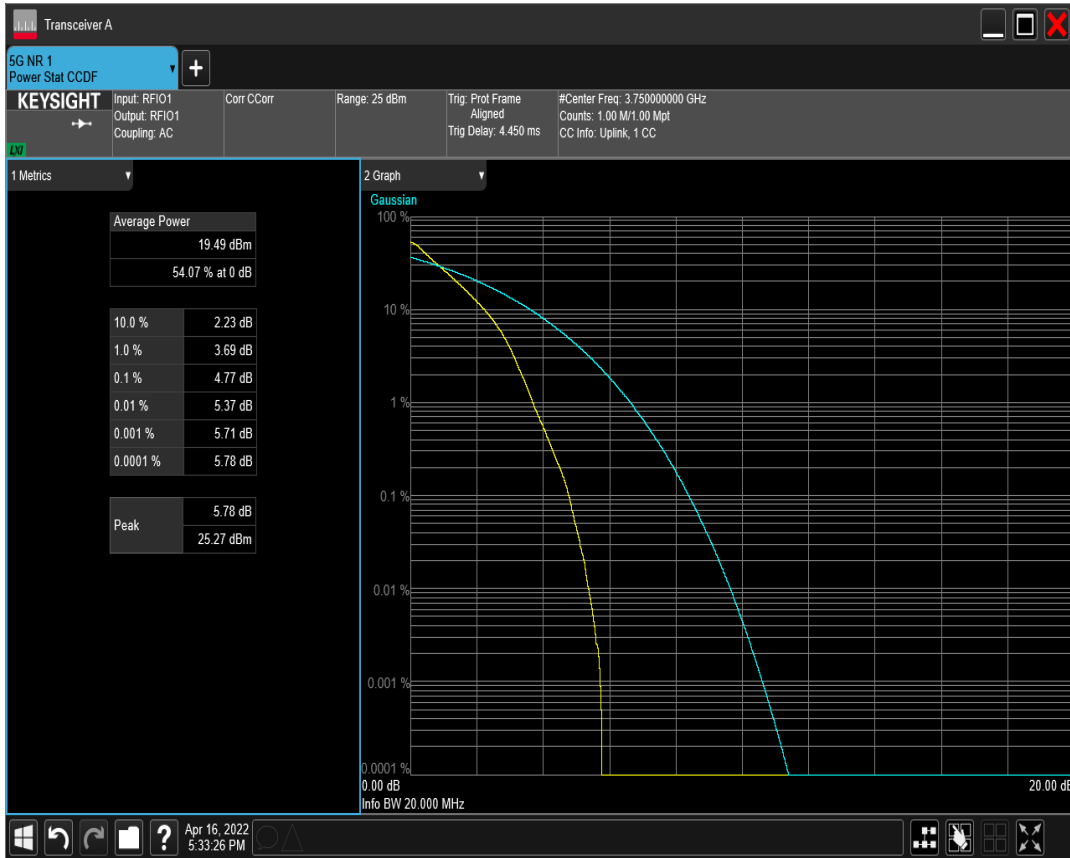 Transceiver A
5G NR 1
Power Stat CCDF
+
KEYSIGHT
LXI
Input: RFIO1
Output: RFIO1
Coupling: AC
Corr CCorr
Range: 25 dBm
Trig: Prot Frame
Aligned
Trig Delay: 4.450 ms
#Center Freq: 3.750000000 GHz
Counts: 1.00 M/1.00 Mpt
CC Info: Uplink, 1 CC
1 Metrics
Average Power
19.49 dBm
54.07 % at 0 dB
10.0 % 2.23 dB
1.0 % 3.69 dB
0.1 % 4.77 dB
0.01 % 5.37 dB
0.001 % 5.71 dB
0.0001 % 5.78 dB
Peak
5.78 dB
25.27 dBm
2 Graph
Gaussian
100 %
10 %
1 %
0.1 %
0.01 %
0.001 %
0.0001 %
0.00 dB 20.00 dB
Info BW 20.000 MHz
?
Apr 16, 2022
5:33:26 PM